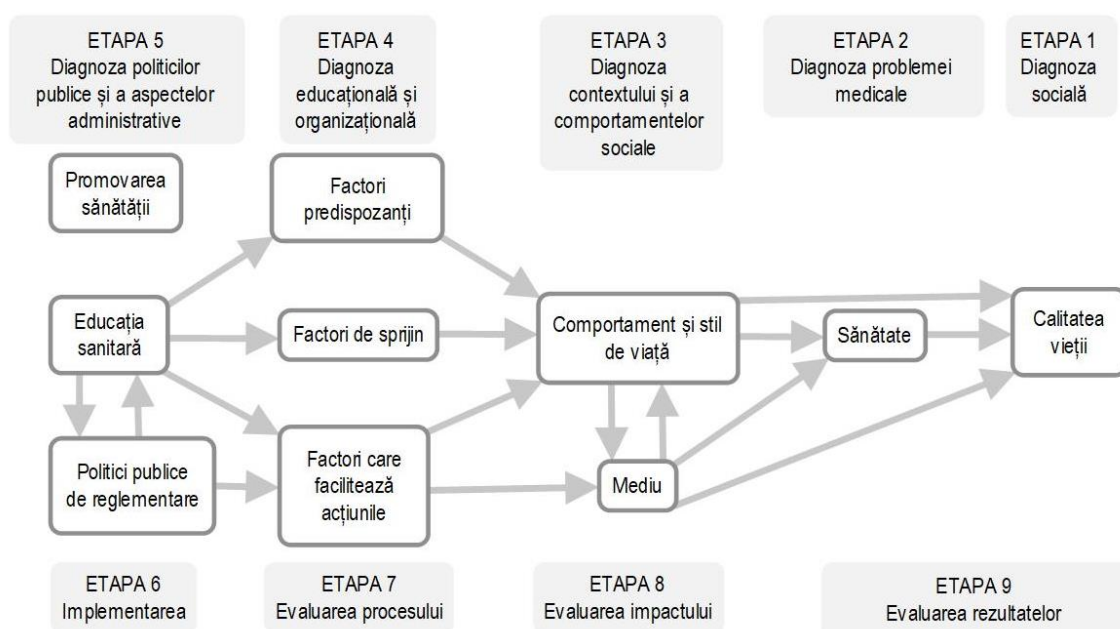 ETAPA 5
Diagnoza politicilor
publice și a aspectelor
administrative
ETAPA 4
Diagnoza
educațională și
organizațională
ETAPA 3
Diagnoza
contextului și a
comportamentelor
sociale
ETAPA 2
Diagnoza problemei
medicale
ETAPA 1
Diagnoza
socială
Promovarea
sănătății
Factori
predispozanți
Educația
sanitară
Factori de sprijin
Comportament și stil
de viață
Sănătate
Calitatea
vieții
Politici publice
de reglementare
Factori care
facilitează
acțiunile
Mediu
ETAPA 6
Implementarea
ETAPA 7
Evaluarea procesului
ETAPA 8
Evaluarea impactului
ETAPA 9
Evaluarea rezultatelor